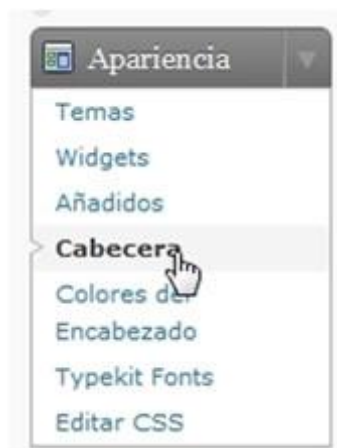 Apariencia
Temas
Widgets
Añadidos
Cabecera
Colores del
Encabezado
Typekit Fonts
Editar CSS